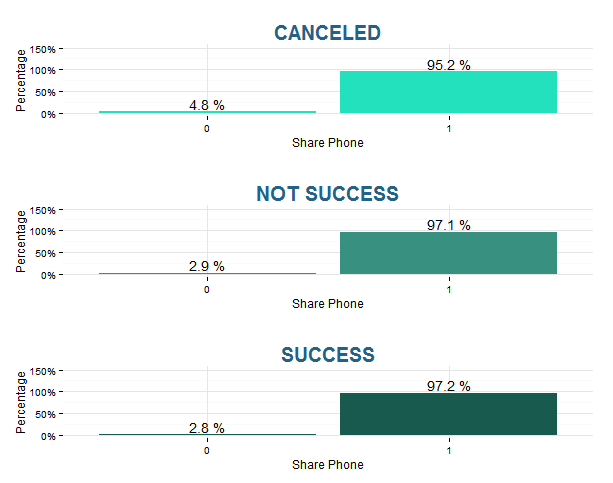 CANCELED
150%
100%
50%
0%
Percentage
4.8 %
95.2 %
0
1
Share Phone
NOT SUCCESS
150%
100%
50%
0%
Percentage
2.9 %
97.1 %
0
1
Share Phone
SUCCESS
150%
100%
50%
0%
Percentage
2.8 %
97.2 %
0
1
Share Phone